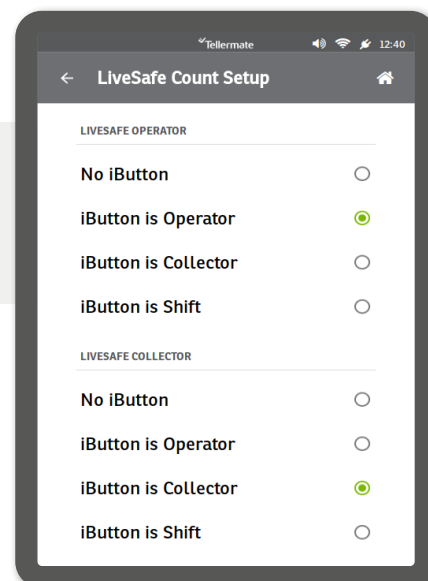 Tellermate 12:40
LiveSafe Count Setup
LIVESAFE OPERATOR
No iButton
iButton is Operator
iButton is Collector
iButton is Shift
LIVESAFE COLLECTOR
No iButton
iButton is Operator
iButton is Collector
iButton is Shift